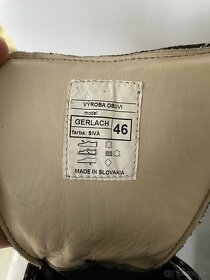 VÝROBA OBUVI
model
GERLACH
farba: SIVÁ
46
MADE IN SLOVAKIA